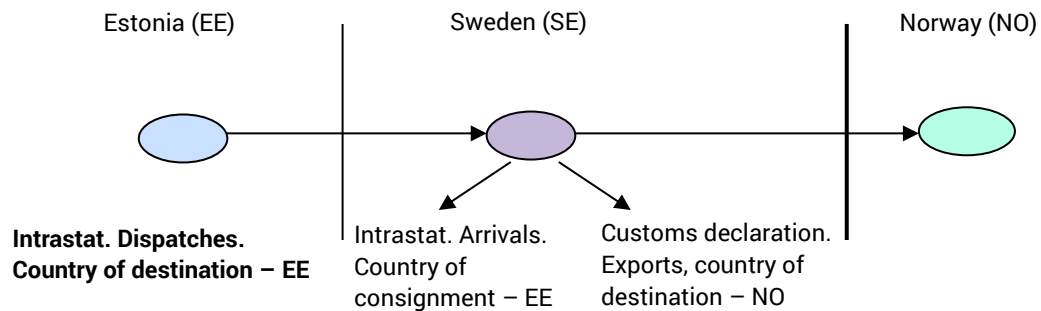 Estonia (EE)
Sweden (SE)
Norway (NO)
Intrastat. Dispatches.
Country of destination – EE
Intrastat. Arrivals.
Country of
consignment – EE
Customs declaration.
Exports, country of
destination – NO